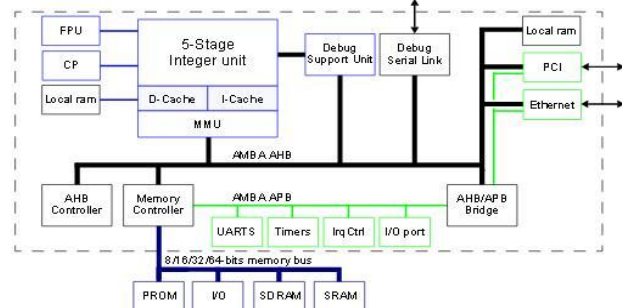 FPU
CP
Local ram
5-Stage
Integer unit
D-Cache
I-Cache
MMU
Debug
Support Unit
Debug
Serial Link
Local ram
PCI
Ethernet
AMBA AHB
AHB
Controller
Memory
Controller
AMBA APB
AHB/APB
Bridge
UARTS
Timers
IrqCtrl
I/O port
8/16/32/64-bits memory bus
PROM
I/O
SDRAM
SRAM